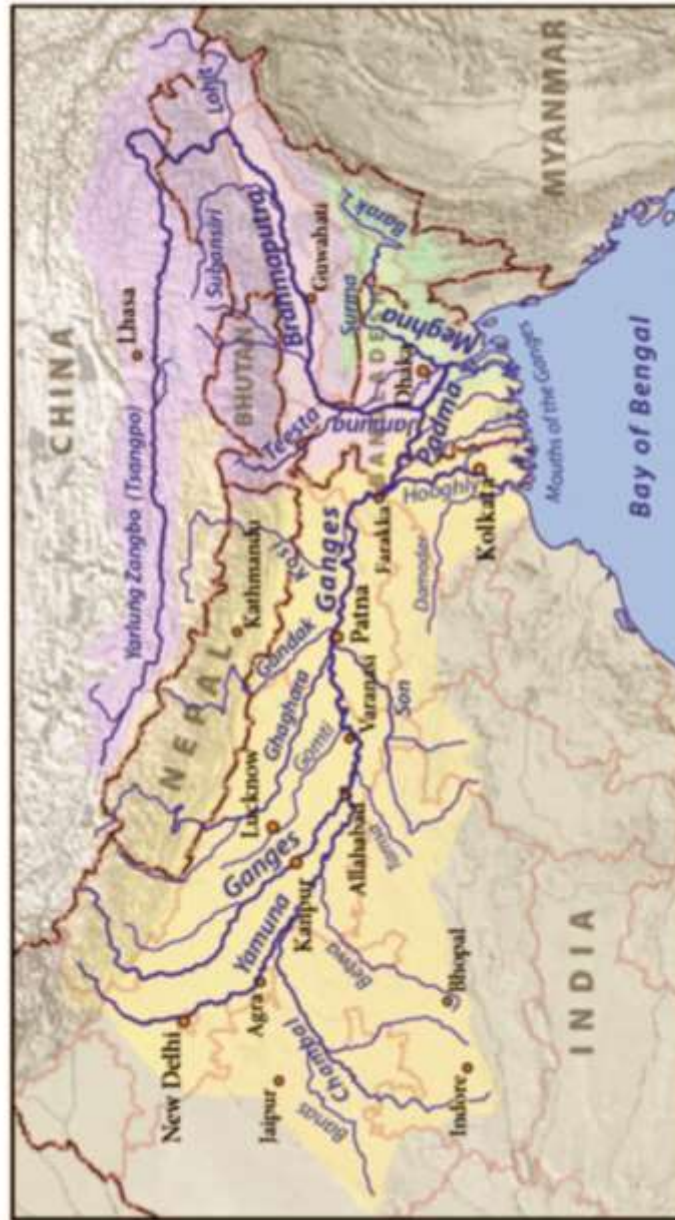 CHINA
Lhasa
Yarlung Zangbo (Tsangpo)
Lohit
Subansiri
Brahmaputra
BHUTAN
Guwahati
Teesta
NEPAL
Kathmandu
Kosi
Gandak
Ghaghara
Gomti
Lucknow
Ganges
Ganges
Yamuna
New Delhi
Agra
Jaipur
Kanpur
Chambal
Banas
Betwa
Allahabad
Varanasi
Patna
Son
Bhopal
Indore
INDIA
Farakka
Damodar
Hooghly
Kolkata
Padma
Jamuna
BANGLADESH
Dhaka
Surma
Barak
Meghna
MYANMAR
Mouths of the Ganges
Bay of Bengal